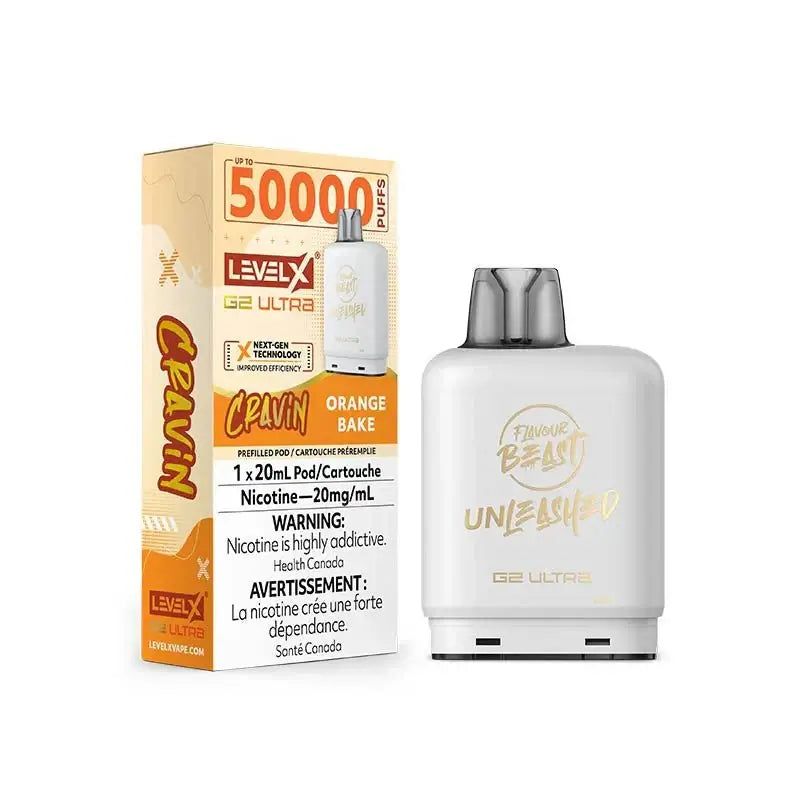 UP TO
50000
PUFFS
LEVELX®
G2 ULTRA
X NEXT-GEN
TECHNOLOGY
IMPROVED EFFICIENCY
CRAVIN
ORANGE
BAKE
PREFILLED POD / CARTOUCHE PRÉREMPLIE
1 x 20mL Pod/Cartouche
Nicotine—20mg/mL
WARNING:
Nicotine is highly addictive.
Health Canada
AVERTISSEMENT :
La nicotine crée une forte
dépendance.
Santé Canada
X
CRAVIN
X
LEVELX
G2 ULTRA
LEVELXVAPE.COM
BEAST
UNLEASHED
FLAVOUR
BEAST
UNLEASHED
G2 ULTRA